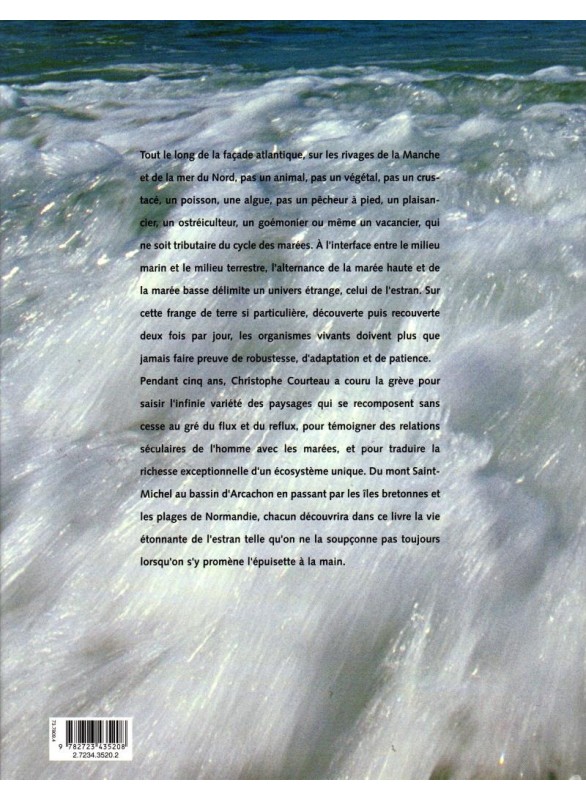 Tout le long de la façade atlantique, sur les rivages de la Manche
et de la mer du Nord, pas un animal, pas un végétal, pas un crus-
tacé, un poisson, une algue, pas un pêcheur à pied, un plaisan-
cier, un ostréiculteur, un goémonier ou même un vacancier, qui
ne soit tributaire du cycle des marées. À l'interface entre le milieu
marin et le milieu terrestre, l'alternance de la marée haute et de
la marée basse délimite un univers étrange, celui de l'estran. Sur
cette frange de terre si particulière, découverte puis recouverte
deux fois par jour, les organismes vivants doivent plus que
jamais faire preuve de robustesse, d'adaptation et de patience.
Pendant cinq ans, Christophe Courteau a couru la grève pour
saisir l'infinie variété des paysages qui se recomposent sans
cesse au gré du flux et du reflux, pour témoigner des relations
séculaires de l'homme avec les marées, et pour traduire la
richesse exceptionnelle d'un écosystème unique. Du mont Saint-
Michel au bassin d'Arcachon en passant par les îles bretonnes et
les plages de Normandie, chacun découvrira dans ce livre la vie
étonnante de l'estran telle qu'on ne la soupçonne pas toujours
lorsqu'on s'y promène l'épuisette à la main.
9 782723 435208
2.7234.3520.2